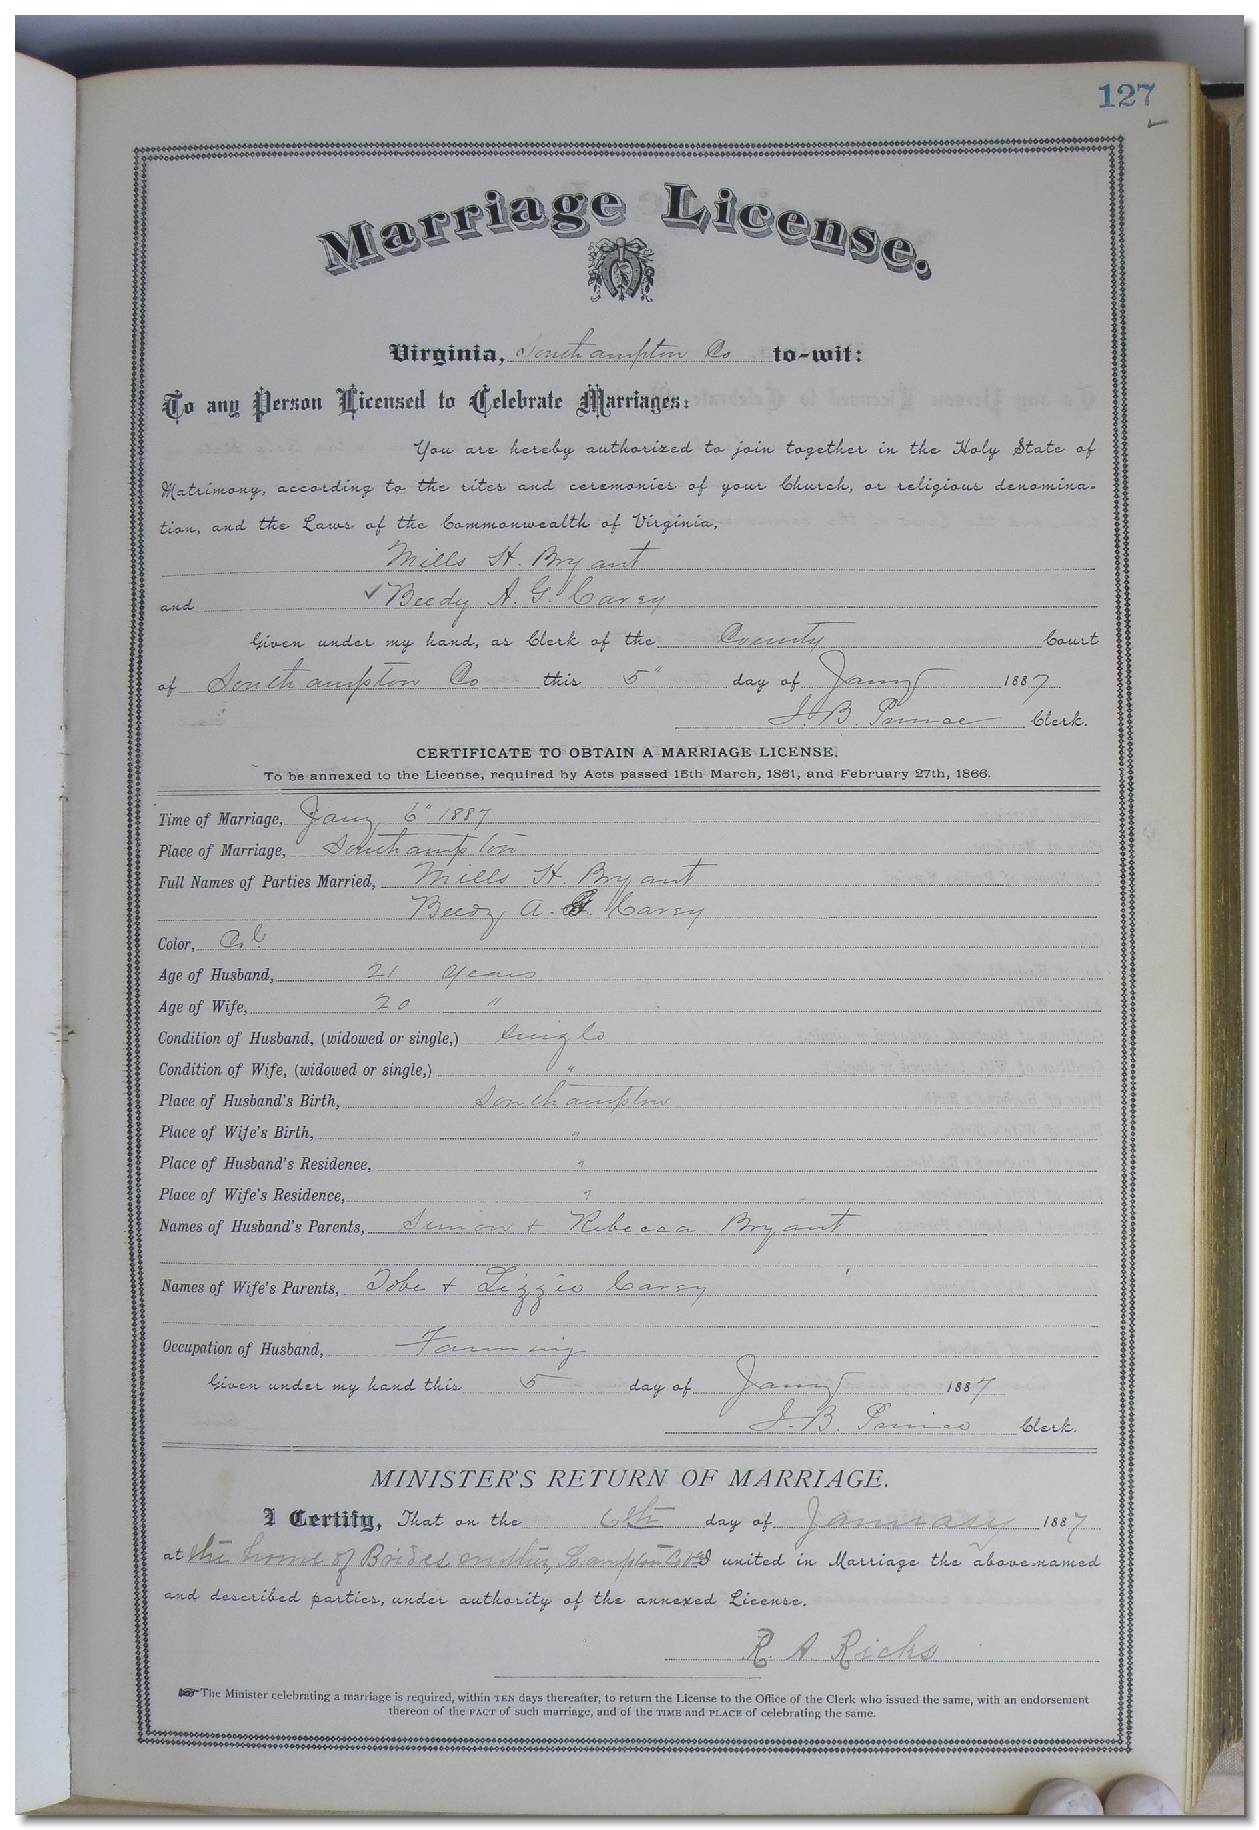 127
Marriage License.
Virginia, Southampton Co to-wit:
To any Person Licensed to Celebrate Marriages:
You are hereby authorized to join together in the Holy State of
Matrimony, according to the rites and ceremonies of your Church, or religious denomina-
tion, and the Laws of the Commonwealth of Virginia,
Mills H. Bryant
and Beedy A. G. Carey
Given under my hand, as Clerk of the County Court
of Southampton Co this 5" day of Jany 1887
J. B. Prince Clerk.
CERTIFICATE TO OBTAIN A MARRIAGE LICENSE.
To be annexed to the License, required by Acts passed 15th March, 1861, and February 27th, 1866.
Time of Marriage, Jany 6" 1887
Place of Marriage, Southampton
Full Names of Parties Married, Mills H. Bryant
Beedy A. G. Carey
Color, Col
Age of Husband, 21 years
Age of Wife, 20 "
Condition of Husband, (widowed or single,) Single
Condition of Wife, (widowed or single,) "
Place of Husband's Birth, Southampton
Place of Wife's Birth, "
Place of Husband's Residence, "
Place of Wife's Residence, "
Names of Husband's Parents, Simon + Rebecca Bryant
Names of Wife's Parents, Tobe + Lizzie Carey
Occupation of Husband, Farming
Given under my hand this 5 day of Jany 1887
J. B. Prince Clerk.
MINISTER'S RETURN OF MARRIAGE.
I Certify, That on the 6th day of January 1887
at the home of Brides I united in Marriage the above-named
and described parties, under authority of the annexed License.
R. A. Ricks
The Minister celebrating a marriage is required, within TEN days thereafter, to return the License to the Office of the Clerk who issued the same, with an endorsement
thereon of the FACT of such marriage, and of the TIME and PLACE of celebrating the same.